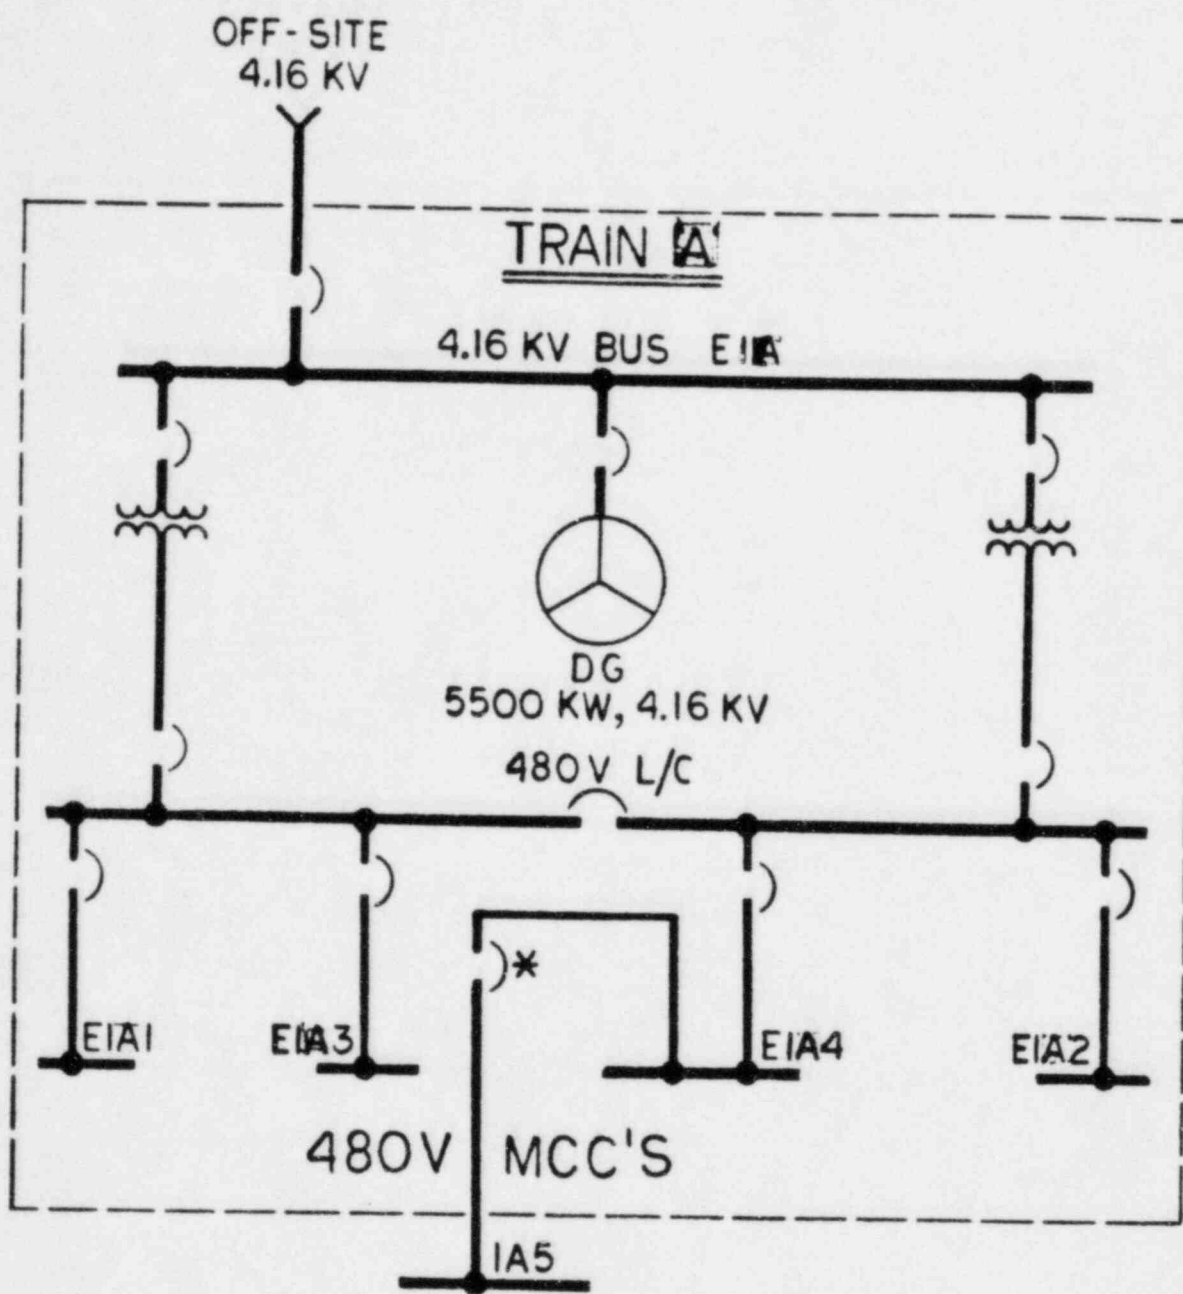 OFF-SITE
4.16 KV
TRAIN A
4.16 KV BUS E1A
DG
5500 KW, 4.16 KV
480V L/C
*
E1A1
E1A3
E1A4
E1A2
480V MCC'S
1A5